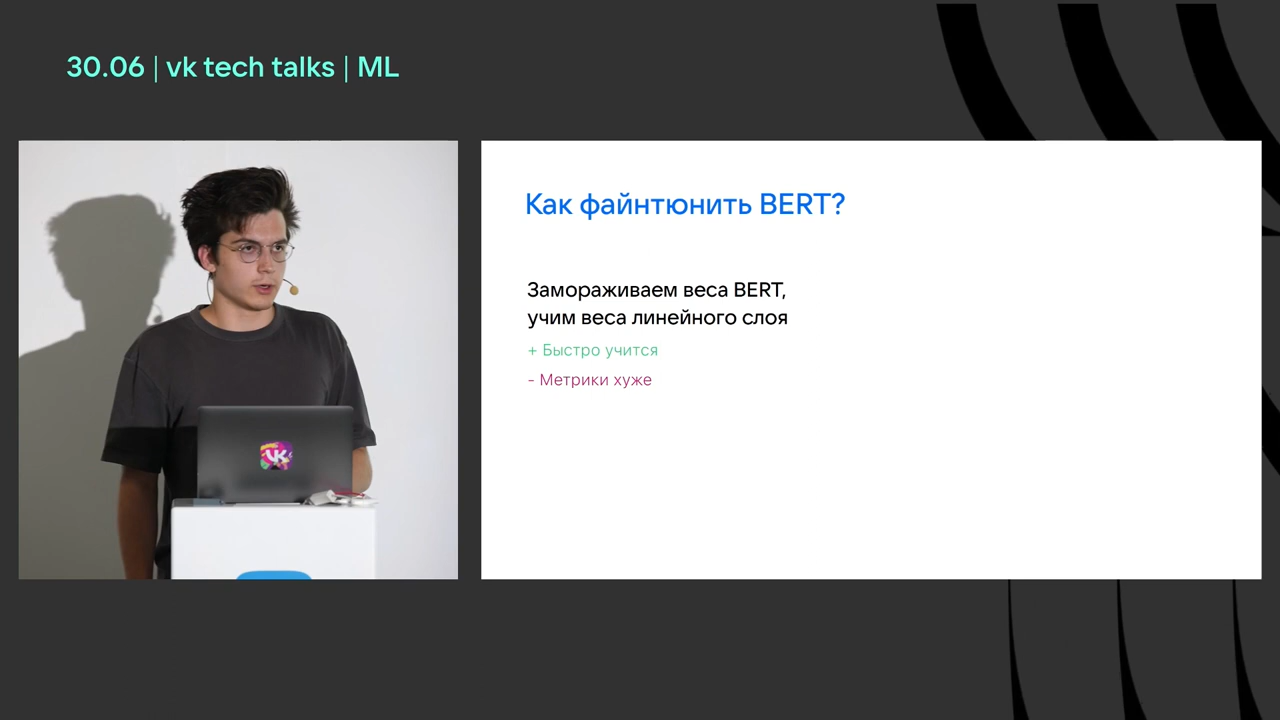 30.06 | vk tech talks | ML
Как файнтюнить BERT?
Замораживаем веса BERT,
учим веса линейного слоя
+ Быстро учится
- Метрики хуже
VK